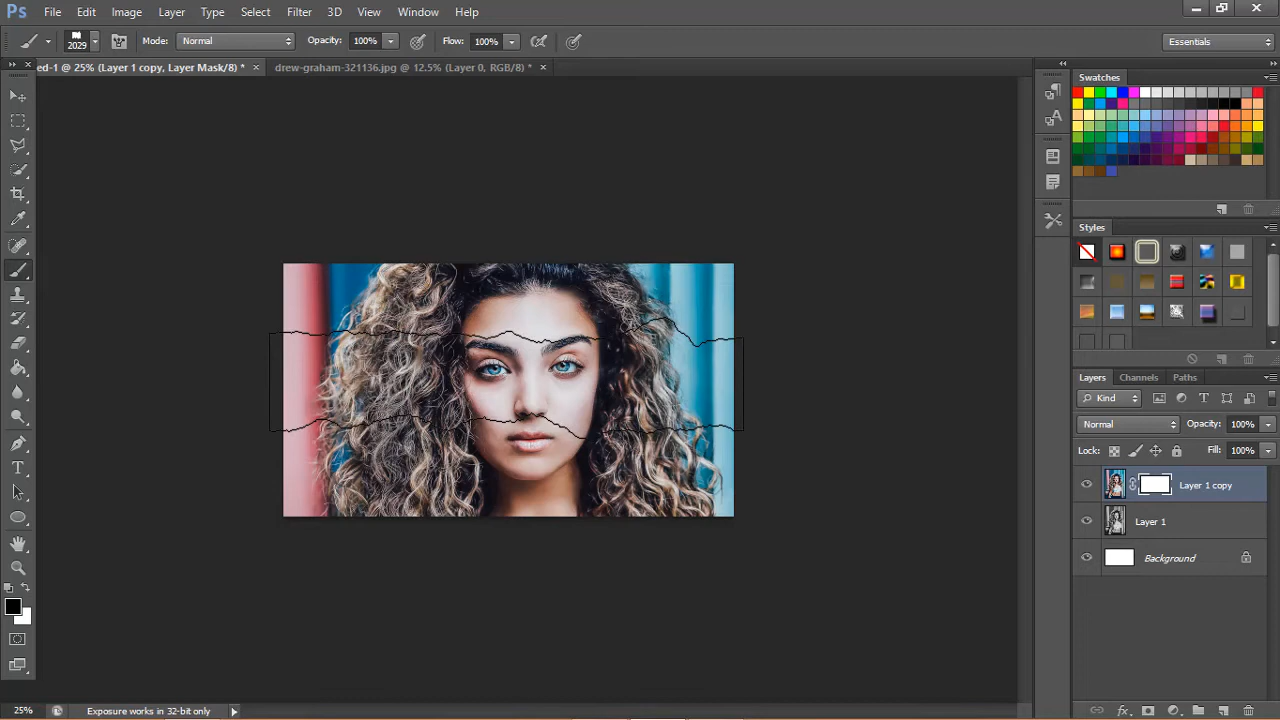 Ps File Edit Image Layer Type Select Filter 3D View Window Help
2029 Mode: Normal Opacity: 100% Flow: 100% Essentials
ed-1 @ 25% (Layer 1 copy, Layer Mask/8) * × drew-graham-321136.jpg @ 12.5% (Layer 0, RGB/8) * ×
Swatches
Styles
Layers Channels Paths
Kind
Normal Opacity: 100%
Lock: Fill: 100%
Layer 1 copy
Layer 1
Background
25% Exposure works in 32-bit only